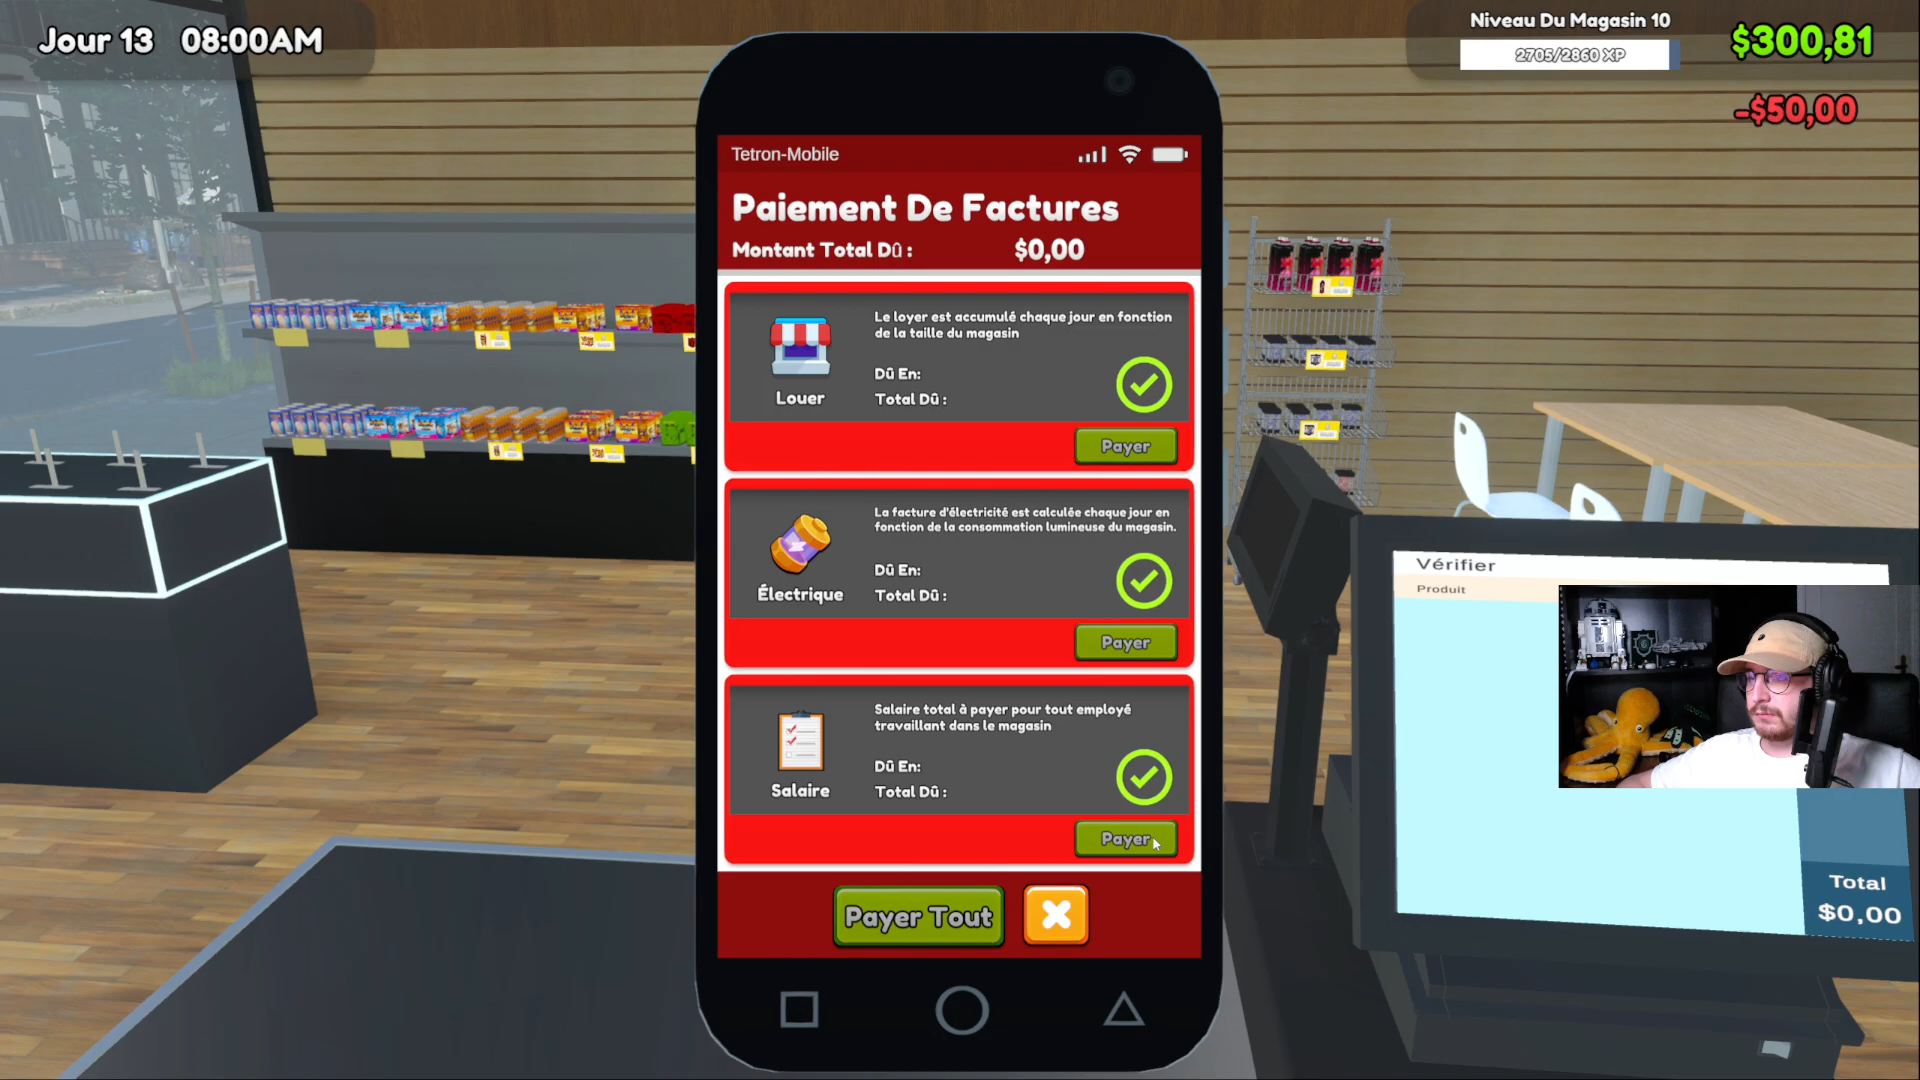 Jour 13 08:00AM
Niveau Du Magasin 10
2705/2860 XP
$300,81
-$50,00
Tetron-Mobile
Paiement De Factures
Montant Total Dû : $0,00
Le loyer est accumulé chaque jour en fonction
de la taille du magasin
Dû En:
Total Dû :
Louer
Payer
La facture d'électricité est calculée chaque jour en
fonction de la consommation lumineuse du magasin.
Dû En:
Total Dû :
Électrique
Payer
Salaire total à payer pour tout employé
travaillant dans le magasin
Dû En:
Total Dû :
Salaire
Payer
Payer Tout
Vérifier
Produit
Total
$0,00